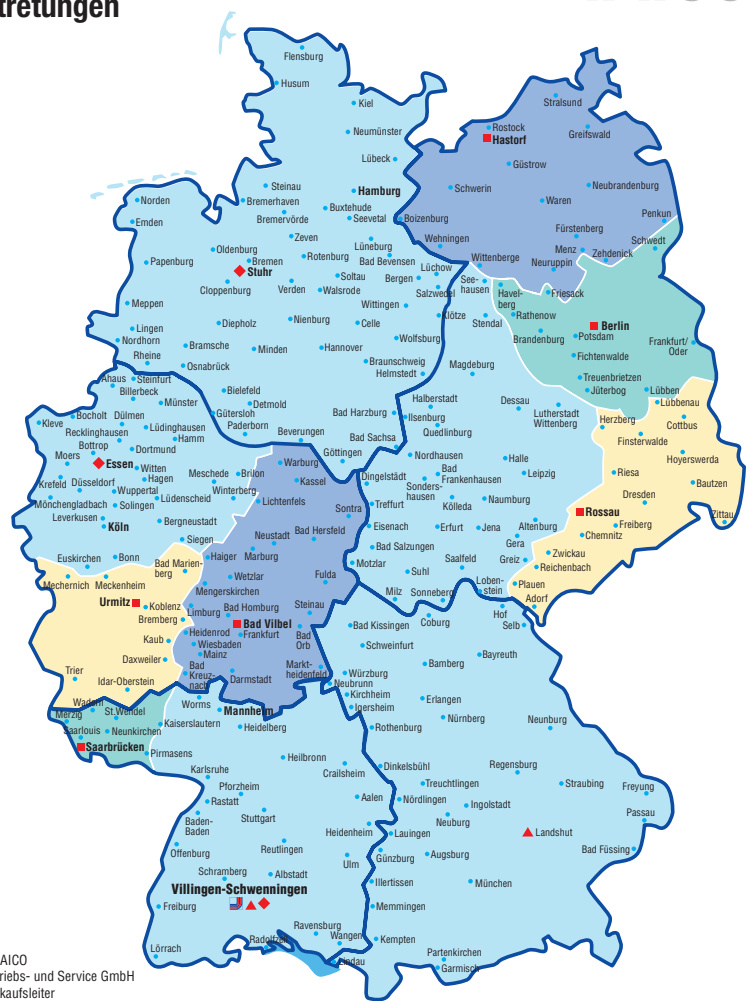 tretungen
Flensburg
Husum
Kiel
Stralsund
Neumünster
Rostock
Greifswald
Hastorf
Lübeck
Güstrow
Steinau
Schwerin
Neubrandenburg
Hamburg
Norden
Bremerhaven
Waren
Buxtehude
Bremervörde
Seevetal
Boizenburg
Penkun
Emden
Fürstenberg
Zeven
Wehningen
Schwedt
Lüneburg
Oldenburg
Menz
Zehdenick
Rotenburg
Bad Bevensen
Wittenberge
Papenburg
Bremen
Neuruppin
Stuhr
Lüchow
Soltau
Bergen
See-
hausen
Cloppenburg
Verden
Walsrode
Salzwedel
Havel-
berg
Friesack
Meppen
Wittingen
Klötze
Rathenow
Stendal
Lingen
Diepholz
Nienburg
Celle
Berlin
Nordhorn
Brandenburg
Potsdam
Wolfsburg
Frankfurt/
Oder
Bramsche
Minden
Hannover
Rheine
Fichtenwalde
Osnabrück
Braunschweig
Magdeburg
Helmstedt
Treuenbrietzen
Ahaus
Steinfurt
Jüterbog
Lübben
Billerbeck
Bielefeld
Halberstadt
Münster
Detmold
Dessau
Lübbenau
Bocholt
Dülmen
Gütersloh
Bad Harzburg
Ilsenburg
Lutherstadt
Wittenberg
Herzberg
Cottbus
Kleve
Lüdinghausen
Paderborn
Beverungen
Quedlinburg
Recklinghausen
Hamm
Bad Sachsa
Finsterwalde
Bottrop
Dortmund
Göttingen
Nordhausen
Moers
Halle
Hoyerswerda
Essen
Witten
Meschede
Brilon
Warburg
Dingelstädt
Bad
Frankenhausen
Leipzig
Riesa
Krefeld
Düsseldorf
Hagen
Kassel
Sonders-
hausen
Bautzen
Wuppertal
Winterberg
Mönchengladbach
Lüdenscheid
Lichtenfels
Treffurt
Kölleda
Naumburg
Dresden
Solingen
Sontra
Rossau
Zittau
Leverkusen
Bergneustadt
Köln
Eisenach
Erfurt
Jena
Altenburg
Freiberg
Neustadt
Bad Hersfeld
Chemnitz
Siegen
Gera
Bad Salzungen
Zwickau
Euskirchen
Bonn
Haiger
Marburg
Saalfeld
Greiz
Bad Marien-
berg
Motzlar
Reichenbach
Suhl
Mechernich
Meckenheim
Wetzlar
Fulda
Loben-
stein
Plauen
Mengerskirchen
Milz
Sonneberg
Adorf
Urmitz
Koblenz
Limburg
Bad Homburg
Steinau
Hof
Bremberg
Bad Vilbel
Bad Kissingen
Coburg
Selb
Heidenrod
Frankfurt
Bad
Orb
Kaub
Wiesbaden
Schweinfurt
Mainz
Bayreuth
Daxweiler
Bad
Kreuz-
nach
Markt-
heidenfeld
Bamberg
Trier
Darmstadt
Würzburg
Idar-Oberstein
Neubrunn
Kirchheim
Wadern
Worms
Erlangen
Merzig
St.Wendel
Mannheim
Igersheim
Nürnberg
Saarlouis
Neunkirchen
Kaiserslautern
Heidelberg
Rothenburg
Neunburg
Saarbrücken
Pirmasens
Heilbronn
Dinkelsbühl
Regensburg
Karlsruhe
Crailsheim
Pforzheim
Treuchtlingen
Straubing
Freyung
Rastatt
Aalen
Nördlingen
Ingolstadt
Baden-
Baden
Stuttgart
Passau
Neuburg
Heidenheim
Lauingen
Landshut
Offenburg
Reutlingen
Günzburg
Augsburg
Bad Füssing
Ulm
Schramberg
Albstadt
Illertissen
München
Villingen-Schwenningen
Freiburg
Memmingen
Ravensburg
Radolfzell
Wangen
Kempten
Lörrach
Lindau
Partenkirchen
Garmisch
AICO
riebs- und Service GmbH
kaufsleiter